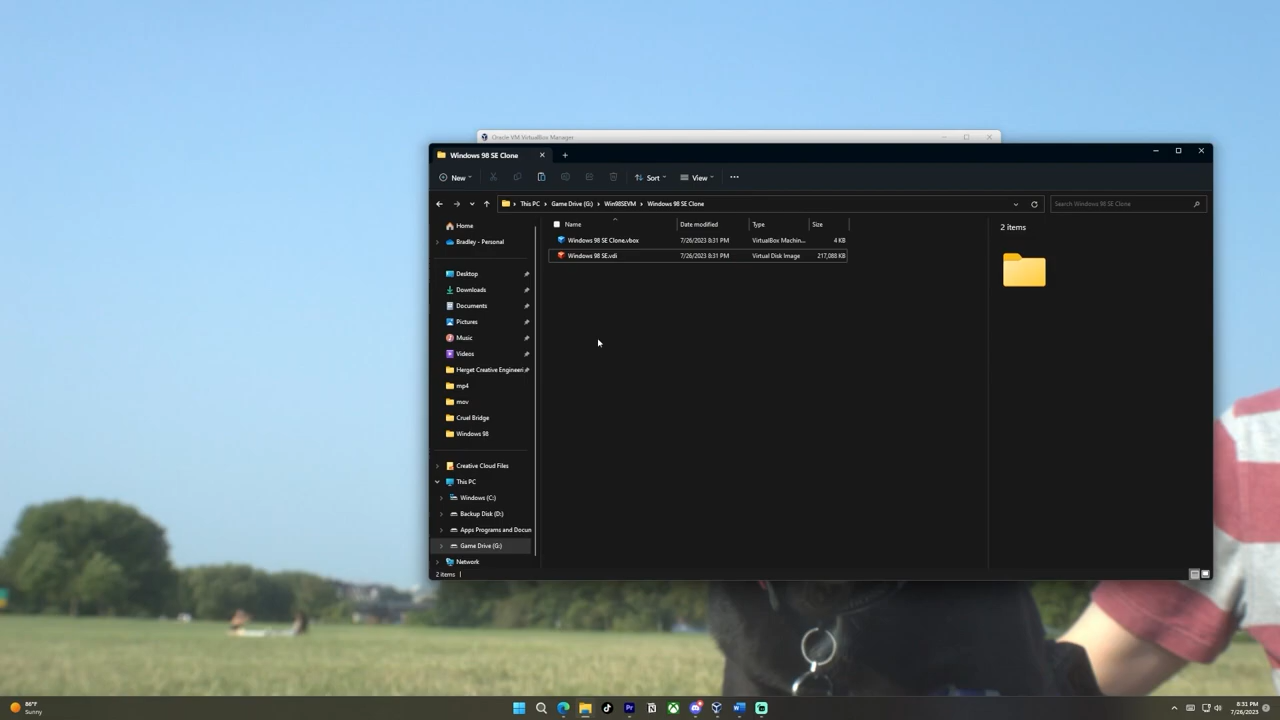 Oracle VM VirtualBox Manager
Windows 98 SE Clone
New
Sort
View
This PC > Game Drive (G:) > Win98SEVM > Windows 98 SE Clone
Search Windows 98 SE Clone
Name Date modified Type Size
Windows 98 SE Clone.vbox 7/26/2023 8:31 PM VirtualBox Machin... 4 KB
Windows 98 SE.vdi 7/26/2023 8:31 PM Virtual Disk Image 217,088 KB
2 items
Home
Bradley - Personal
Desktop
Downloads
Documents
Pictures
Music
Videos
Herget Creative Engineeri
mp4
mov
Cruel Bridge
Windows 98
Creative Cloud Files
This PC
Windows (C:)
Backup Disk (D:)
Apps Programs and Docun
Game Drive (G:)
Network
2 items
86°F
Sunny
8:31 PM
7/26/2023